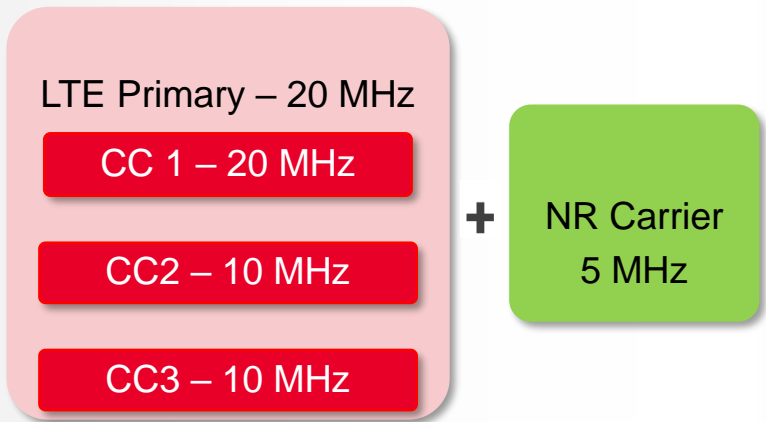 LTE Primary – 20 MHz
CC 1 – 20 MHz
CC2 – 10 MHz
CC3 – 10 MHz
+
NR Carrier
5 MHz